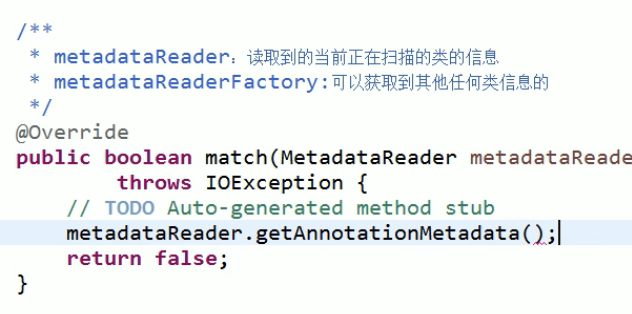 /**
 * metadataReader：读取到的当前正在扫描的类的信息
 * metadataReaderFactory:可以获取到其他任何类信息的
 */
@Override
public boolean match(MetadataReader metadataReade
        throws IOException {
    // TODO Auto-generated method stub
    metadataReader.getAnnotationMetadata();
    return false;
}